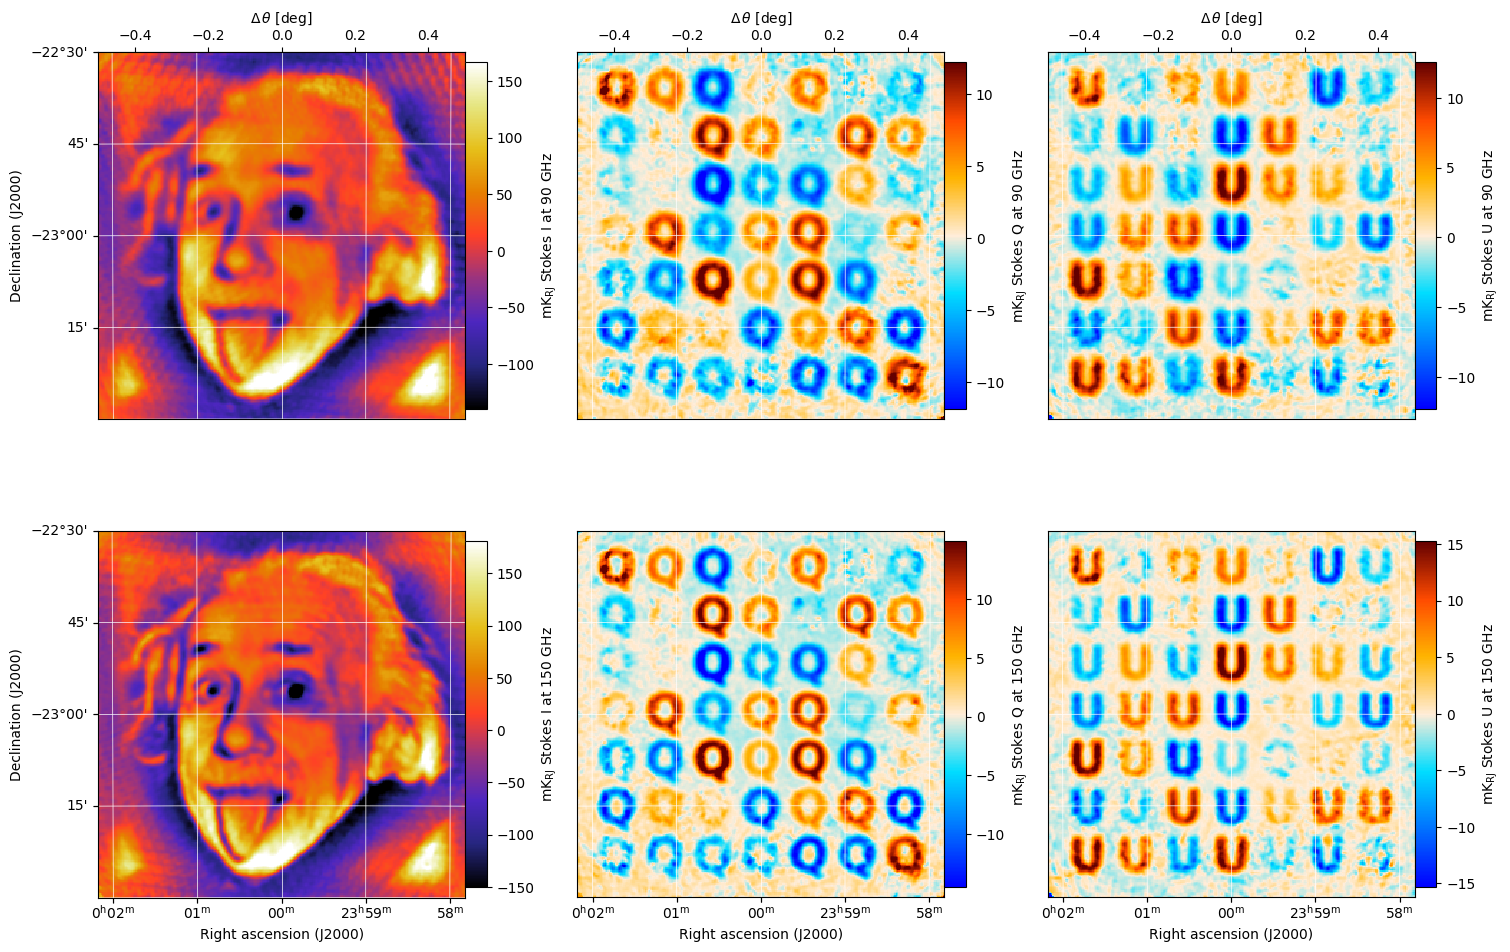 Δθ [deg] Δθ [deg] Δθ [deg]
−0.4 −0.2 0.0 0.2 0.4 −0.4 −0.2 0.0 0.2 0.4 −0.4 −0.2 0.0 0.2 0.4
−22°30'
45'
−23°00'
15'
Declination (J2000)
150
100
50
0
−50
−100
mK_RJ Stokes I at 90 GHz
Q Q Q Q Q Q Q
Q Q Q Q Q Q
Q Q Q Q Q
Q Q Q Q Q Q
Q Q Q Q Q Q
Q Q Q Q Q Q Q
Q Q Q Q Q Q Q
10
5
0
−5
−10
mK_RJ Stokes Q at 90 GHz
U U U U U U
U U U U U
U U U U U U U
U U U U U U
U U U U U
U U U U U U U
U U U U U
10
5
0
−5
−10
mK_RJ Stokes U at 90 GHz
−22°30'
45'
−23°00'
15'
Declination (J2000)
0h02m 01m 00m 23h59m 58m
Right ascension (J2000)
150
100
50
0
−50
−100
−150
mK_RJ Stokes I at 150 GHz
Q Q Q Q Q Q Q
Q Q Q Q Q
Q Q Q Q Q
Q Q Q Q Q Q
Q Q Q Q Q Q
Q Q Q Q Q Q Q
Q Q Q Q Q Q Q
0h02m 01m 00m 23h59m 58m
Right ascension (J2000)
10
5
0
−5
−10
mK_RJ Stokes Q at 150 GHz
U U U U U U
U U U U U
U U U U U U U
U U U U U U
U U U U U
U U U U U U U
U U U U U
0h02m 01m 00m 23h59m 58m
Right ascension (J2000)
15
10
5
0
−5
−10
−15
mK_RJ Stokes U at 150 GHz